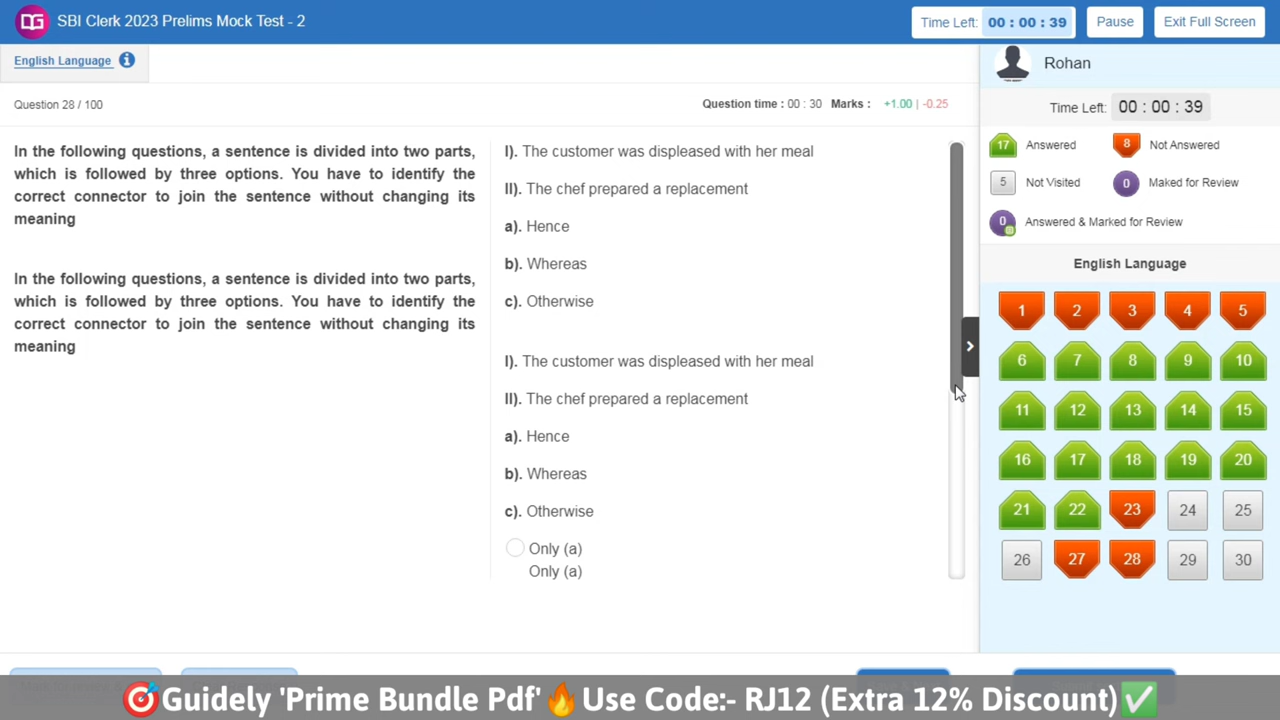 SBI Clerk 2023 Prelims Mock Test - 2
Time Left: 00 : 00 : 39
Pause
Exit Full Screen
English Language
Question 28 / 100
Question time : 00 : 30 Marks : +1.00 | -0.25
In the following questions, a sentence is divided into two parts,
which is followed by three options. You have to identify the
correct connector to join the sentence without changing its
meaning
In the following questions, a sentence is divided into two parts,
which is followed by three options. You have to identify the
correct connector to join the sentence without changing its
meaning
I). The customer was displeased with her meal
II). The chef prepared a replacement
a). Hence
b). Whereas
c). Otherwise
I). The customer was displeased with her meal
II). The chef prepared a replacement
a). Hence
b). Whereas
c). Otherwise
Only (a)
Only (a)
Rohan
Time Left: 00 : 00 : 39
17 Answered
8 Not Answered
5 Not Visited
0 Maked for Review
0 Answered & Marked for Review
English Language
1 2 3 4 5
6 7 8 9 10
11 12 13 14 15
16 17 18 19 20
21 22 23 24 25
26 27 28 29 30
🎯Guidely 'Prime Bundle Pdf'🔥Use Code:- RJ12 (Extra 12% Discount)✅